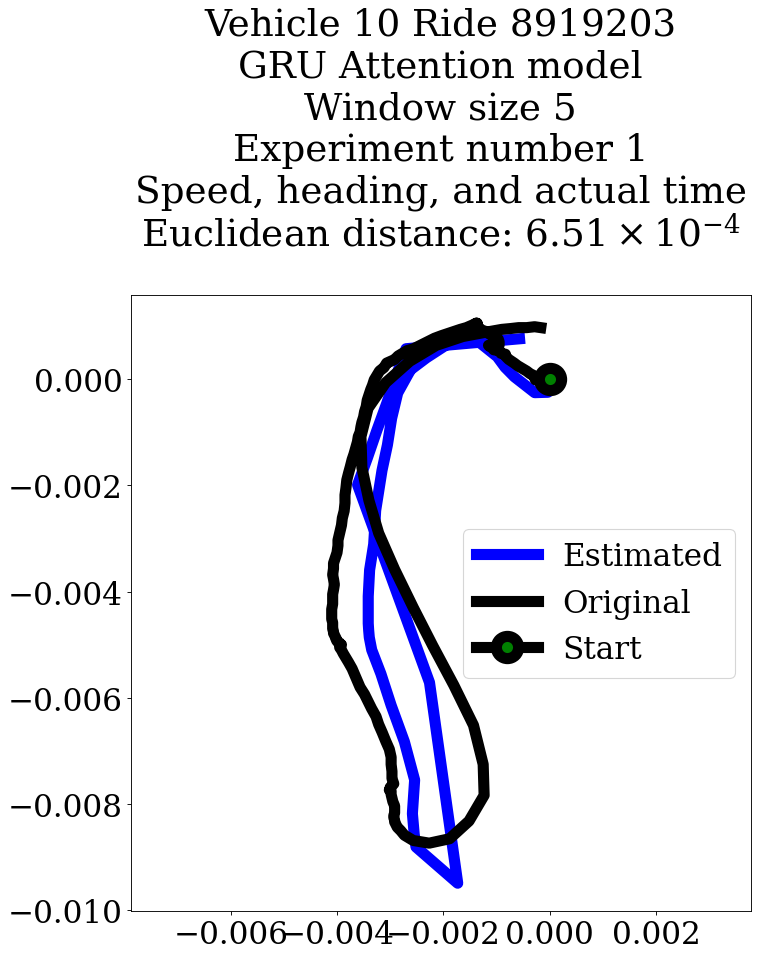 Vehicle 10 Ride 8919203
GRU Attention model
Window size 5
Experiment number 1
Speed, heading, and actual time
Euclidean distance: 6.51 × 10⁻⁴
0.000
−0.002
−0.004
−0.006
−0.008
−0.010
Estimated
Original
Start
−0.006 −0.004 −0.002 0.000 0.002